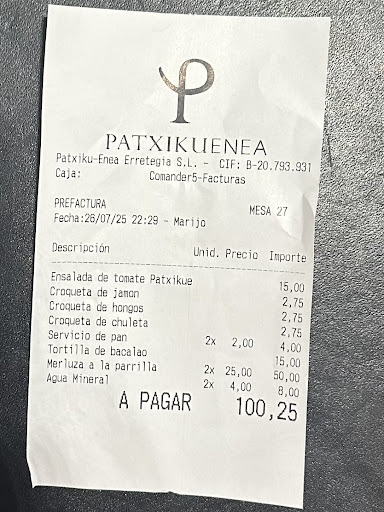 PATXIKUENEA
Patxiku-Enea Erretegia S.L. - CIF: B-20.793.931
Caja: Comander5-Facturas
PREFACTURA MESA 27
Fecha:26/07/25 22:29 - Marijo
Descripción Unid. Precio Importe
Ensalada de tomate Patxikue 15,00
Croqueta de jamon 2,75
Croqueta de hongos 2,75
Croqueta de chuleta 2,75
Servicio de pan 2x 2,00 4,00
Tortilla de bacalao 15,00
Merluza a la parrilla 2x 25,00 50,00
Agua Mineral 2x 4,00 8,00
A PAGAR 100,25